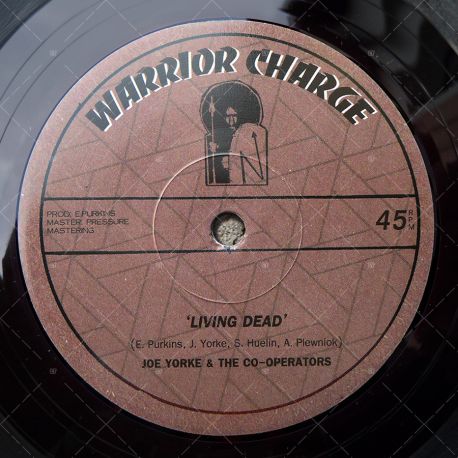 WARRIOR CHARGE
PROD: E.PURKINS
MASTER: PRESSURE
MASTERING
45 RPM
'LIVING DEAD'
(E. Purkins, J. Yorke, S. Huelin, A. Plewniok)
JOE YORKE & THE CO-OPERATORS